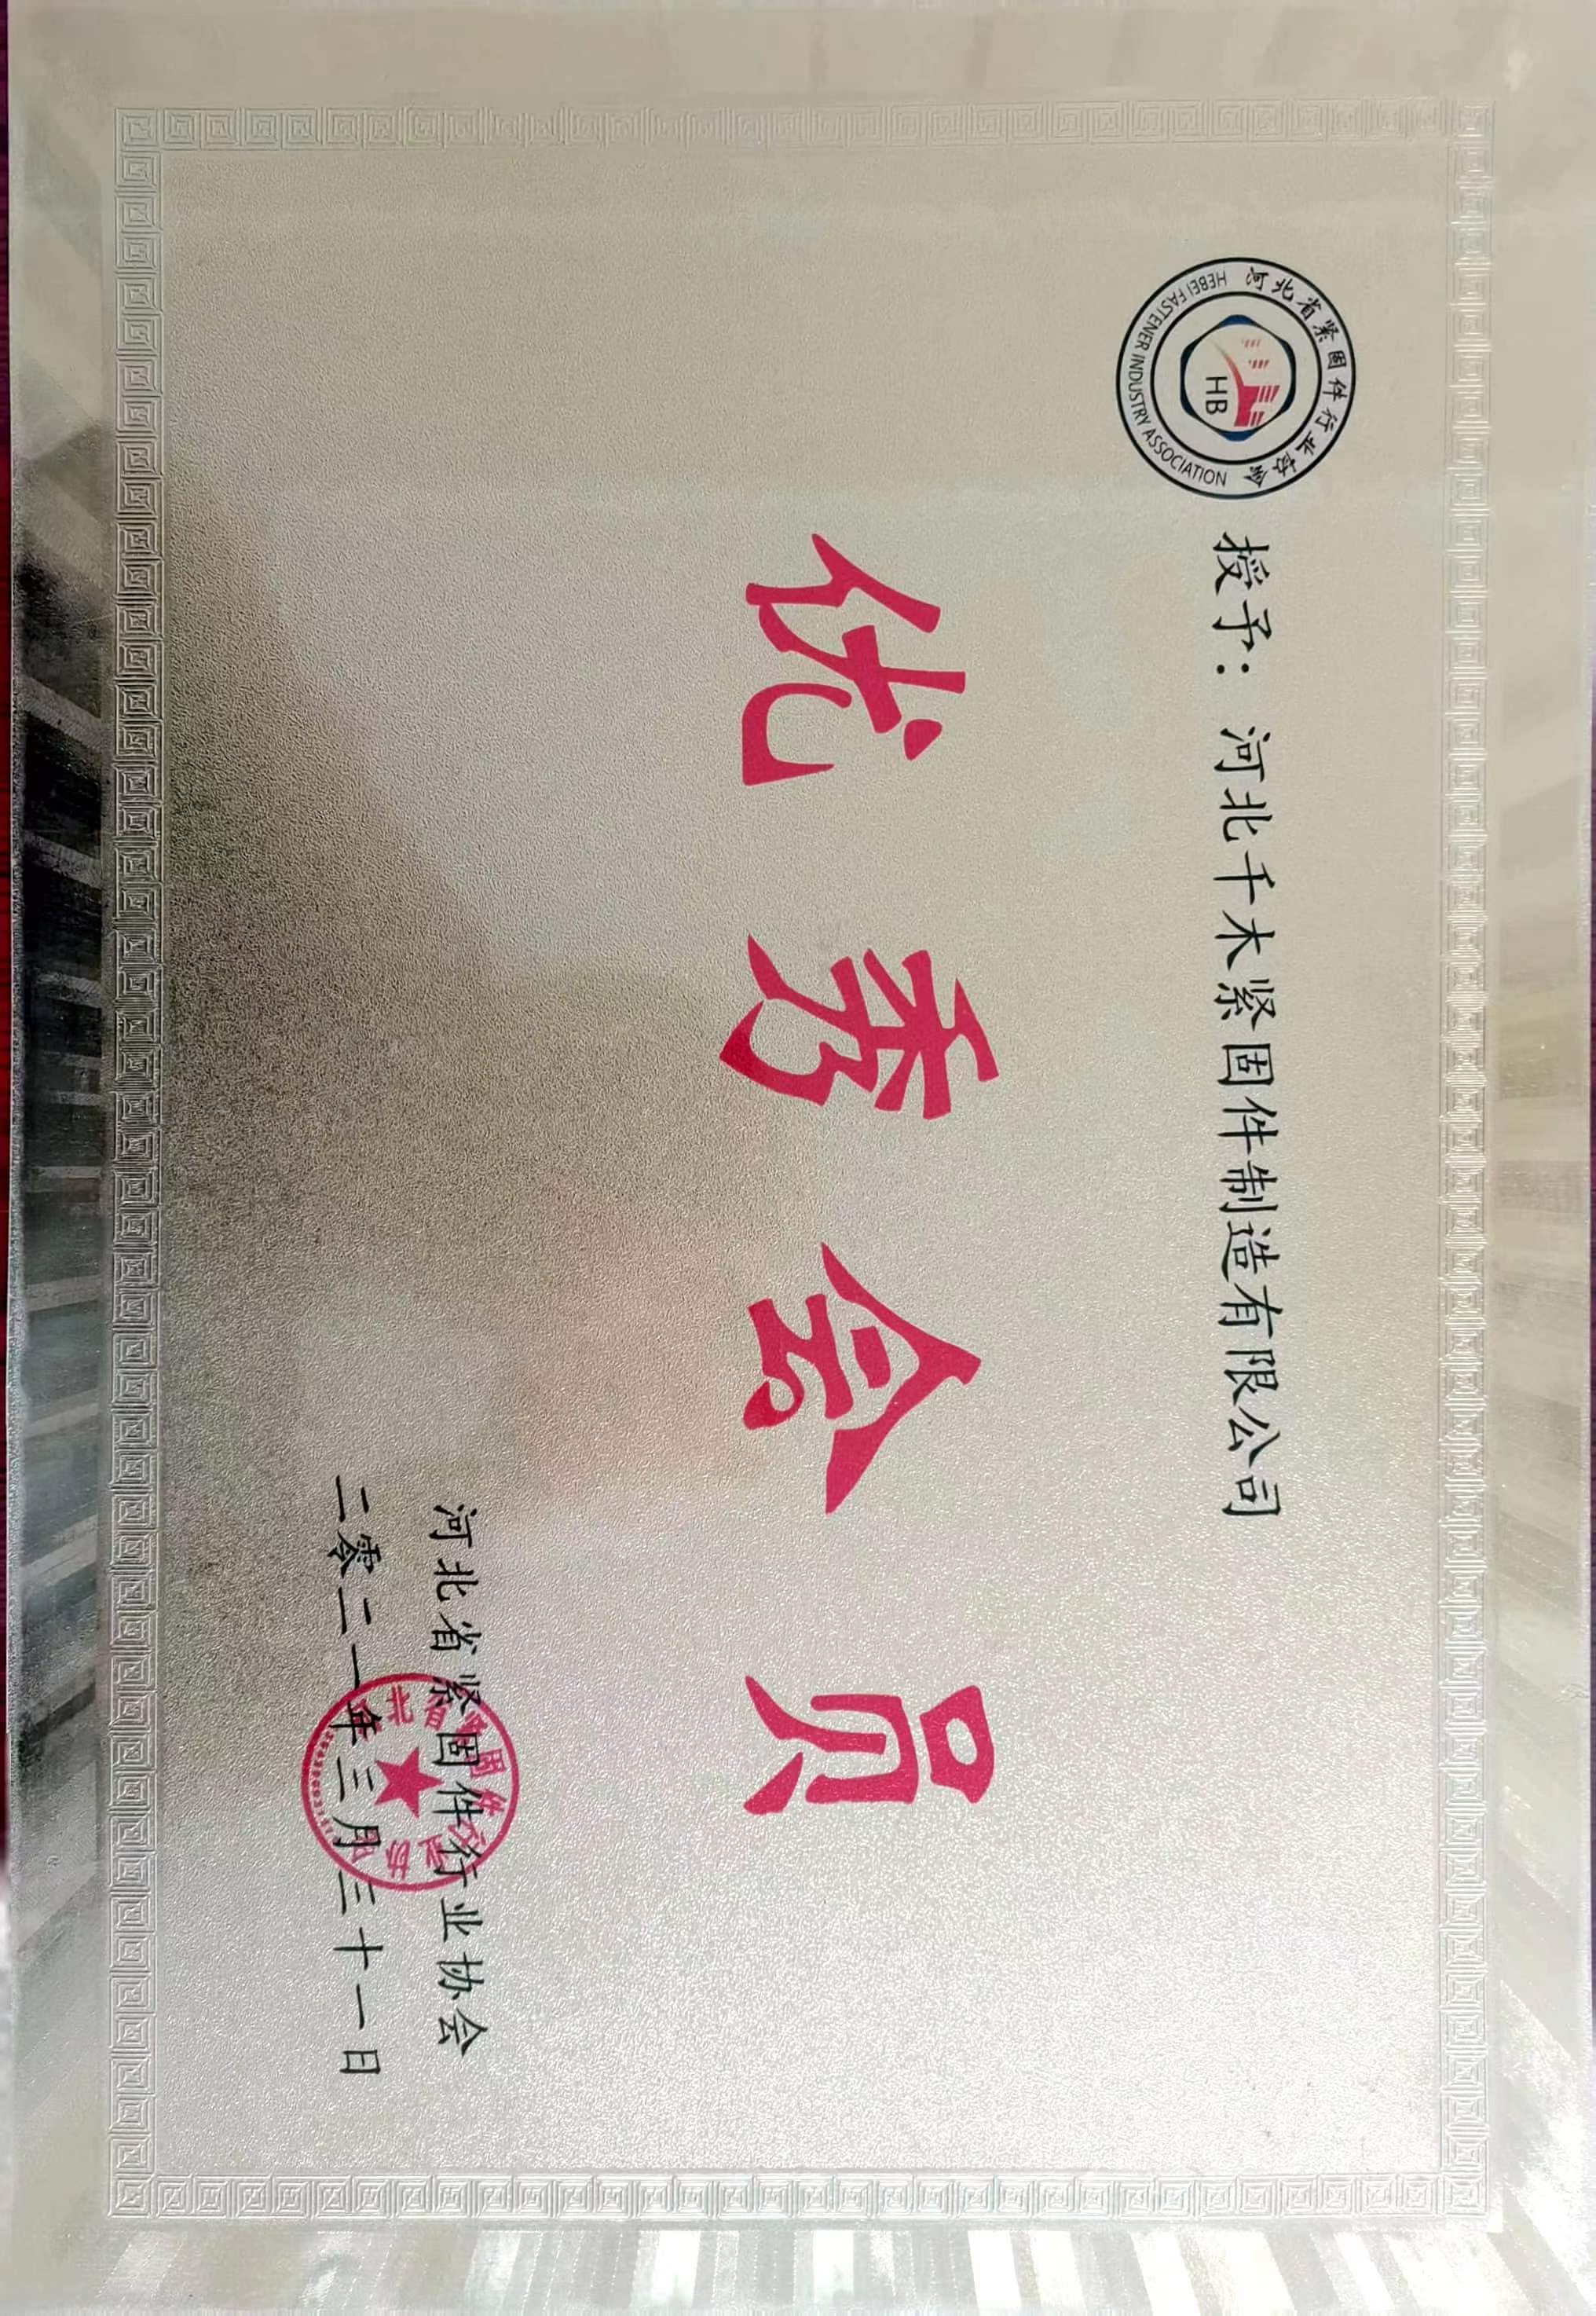 河北省紧固件行业协会
HEBEI FASTENER INDUSTRY ASSOCIATION
HB
授予：河北千木紧固件制造有限公司
优秀会员
河北省紧固件行业协会
二零二一年三月三十一日